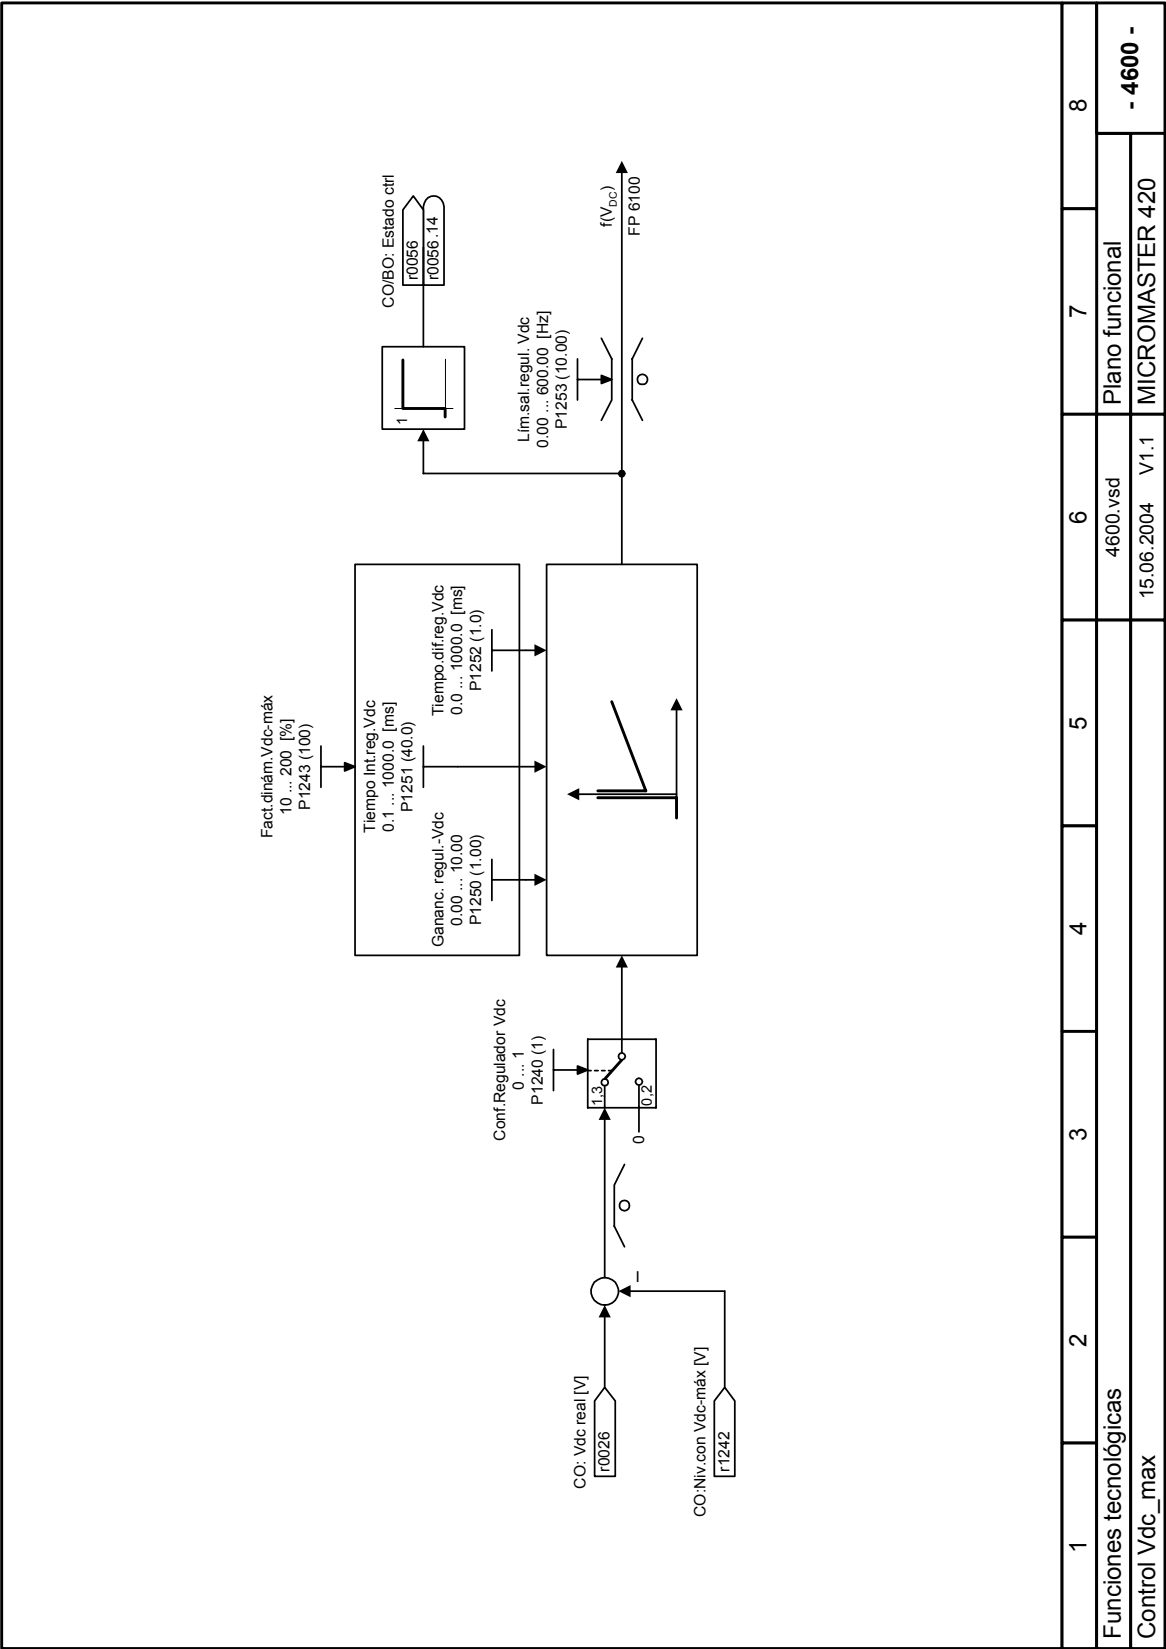 Fact.dinám.Vdc-máx
10 ... 200 [%]
P1243 (100)
Tiempo Int.reg.Vdc
0.1 ... 1000.0 [ms]
P1251 (40.0)
Gananc. regul.-Vdc
0.00 ... 10.00
P1250 (1.00)
Tiempo.dif.reg.Vdc
0.0 ... 1000.0 [ms]
P1252 (1.0)
CO/BO: Estado ctrl
r0056
r0056.14
1
Conf.Regulador Vdc
0 ... 1
P1240 (1)
Lím.sal.regul. Vdc
0.00 ... 600.00 [Hz]
P1253 (10.00)
CO: Vdc real [V]
r0026
1,3
0
0,2
0
0
f(VDC)
FP 6100
–
CO:Niv.con Vdc-máx [V]
r1242
1 2 3 4 5 6 7 8
Funciones tecnológicas 4600.vsd Plano funcional
- 4600 -
Control Vdc_max 15.06.2004 V1.1 MICROMASTER 420